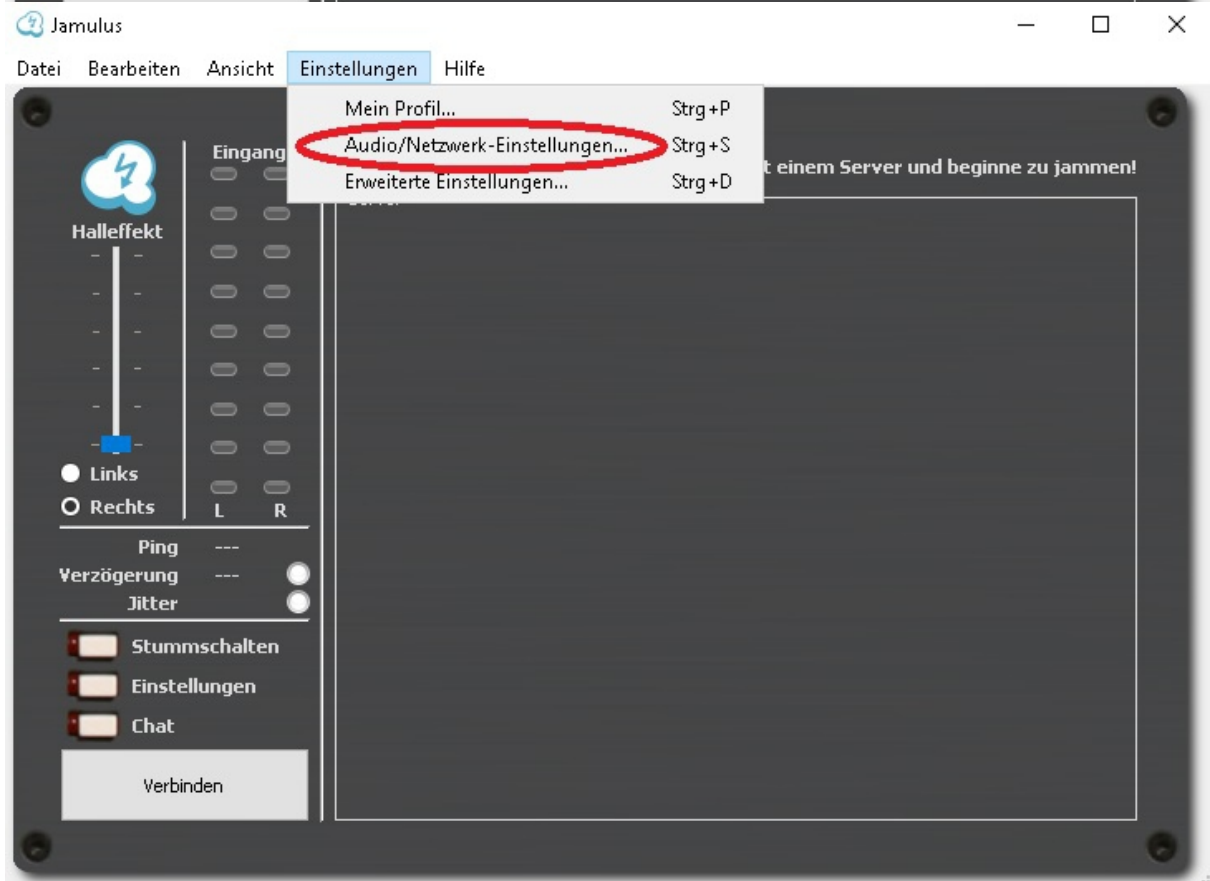 Jamulus
Datei Bearbeiten Ansicht Einstellungen Hilfe
Mein Profil... Strg+P
Audio/Netzwerk-Einstellungen... Strg+S
Erweiterte Einstellungen... Strg+D
Eingang
t einem Server und beginne zu jammen!
Halleffekt
Links
Rechts
L R
Ping ---
Verzögerung ---
Jitter
Stummschalten
Einstellungen
Chat
Verbinden